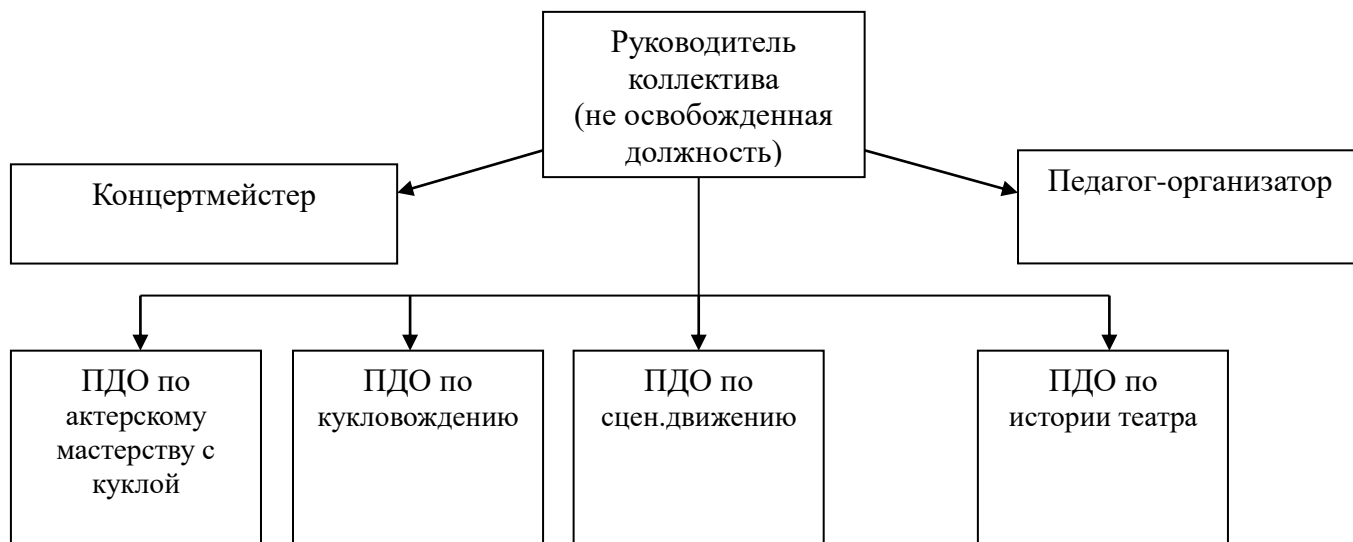 Руководитель
коллектива
(не освобожденная
должность)
Концертмейстер
Педагог-организатор
ПДО по
актерскому
мастерству с
куклой
ПДО по
кукловождению
ПДО по
сцен.движению
ПДО по
истории театра